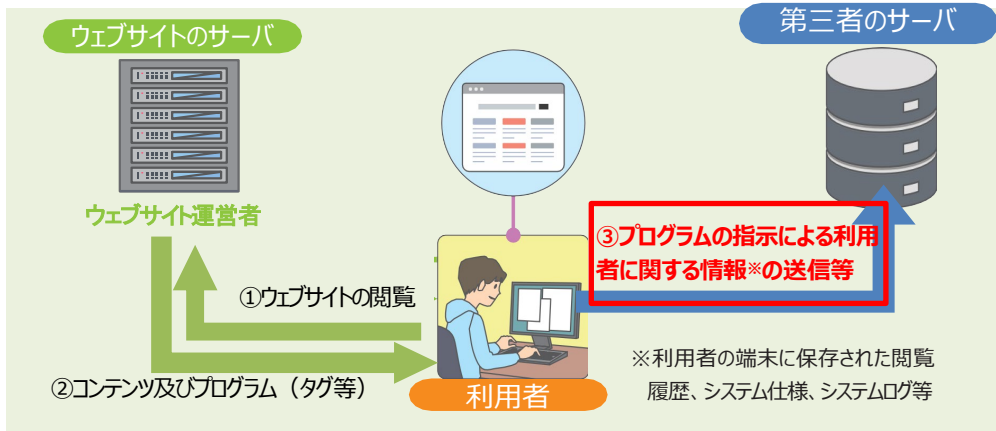 ウェブサイトのサーバ
第三者のサーバ
ウェブサイト運営者
①ウェブサイトの閲覧
②コンテンツ及びプログラム（タグ等）
利用者
③プログラムの指示による利用
者に関する情報※の送信等
※利用者の端末に保存された閲覧
履歴、システム仕様、システムログ等